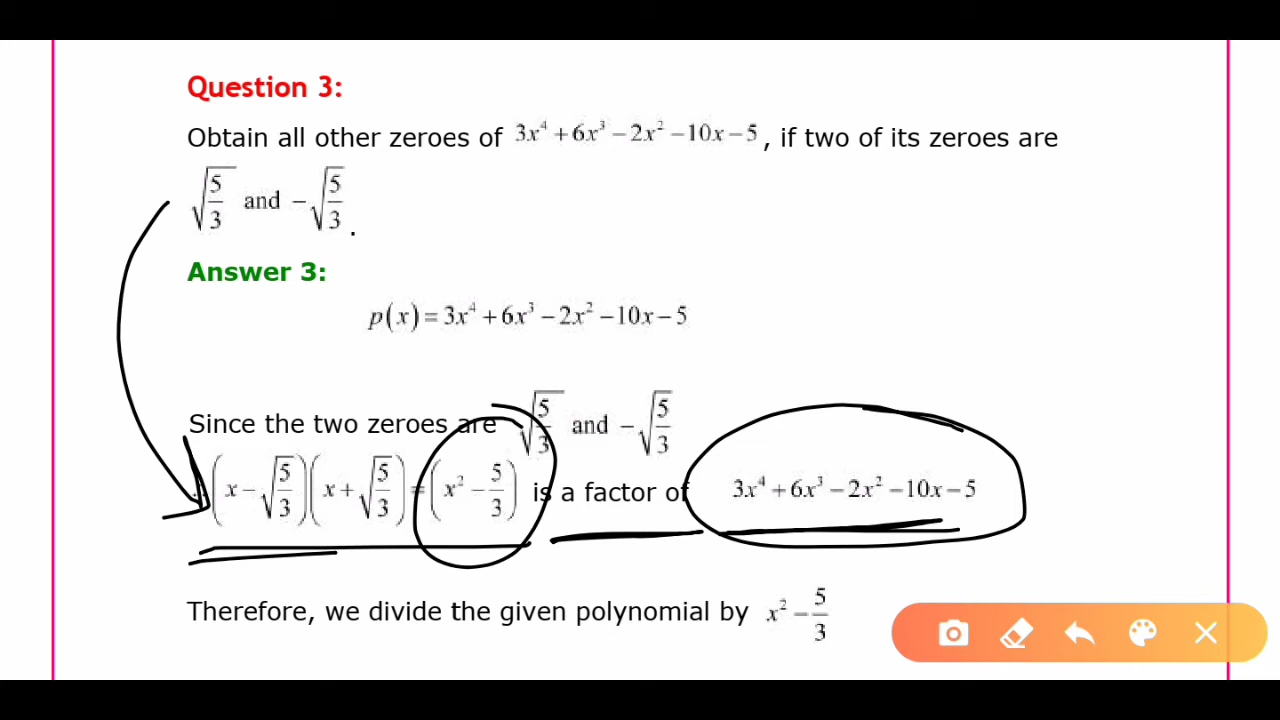 Question 3:
Obtain all other zeroes of 3x⁴ + 6x³ − 2x² − 10x − 5 , if two of its zeroes are
√(5/3) and −√(5/3) .
Answer 3:
p(x) = 3x⁴ + 6x³ − 2x² − 10x − 5
Since the two zeroes are √(5/3) and −√(5/3)
∴ (x − √(5/3)) (x + √(5/3)) = (x² − 5/3) is a factor of 3x⁴ + 6x³ − 2x² − 10x − 5
Therefore, we divide the given polynomial by x² − 5/3